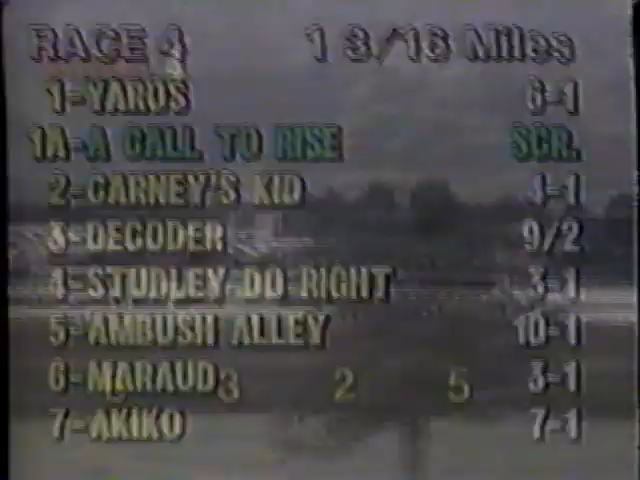 RACE 4 1 3/16 Miles
1-YAROS 6-1
1A-A CALL TO RISE SCR.
2-CARNEY'S KID 4-1
3-DECODER 9/2
4-STUDLEY DO RIGHT 3-1
5-AMBUSH ALLEY 10-1
6-MARAUD 3-1
3 2 5
7-AKIKO 7-1